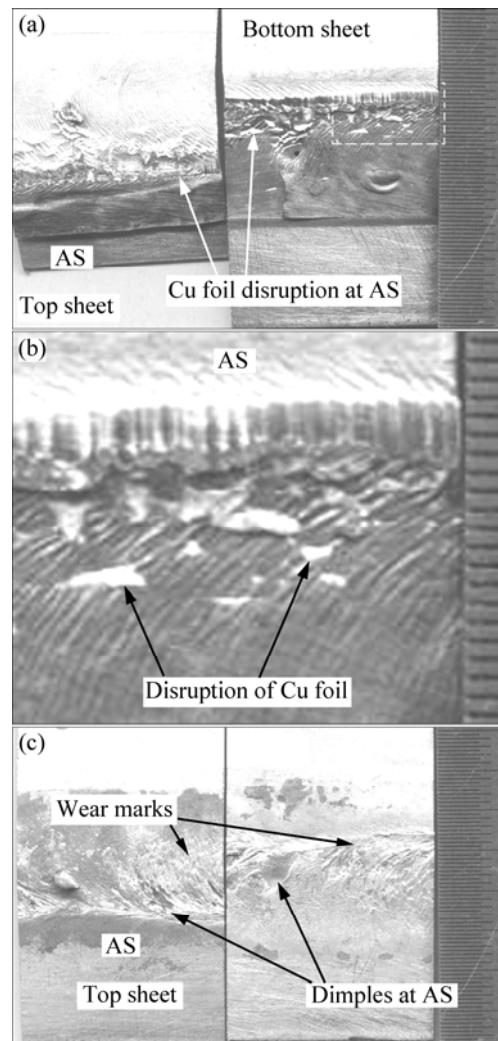 (a)
Bottom sheet
AS
Cu foil disruption at AS
Top sheet
(b)
AS
Disruption of Cu foil
(c)
Wear marks
AS
Top sheet
Dimples at AS